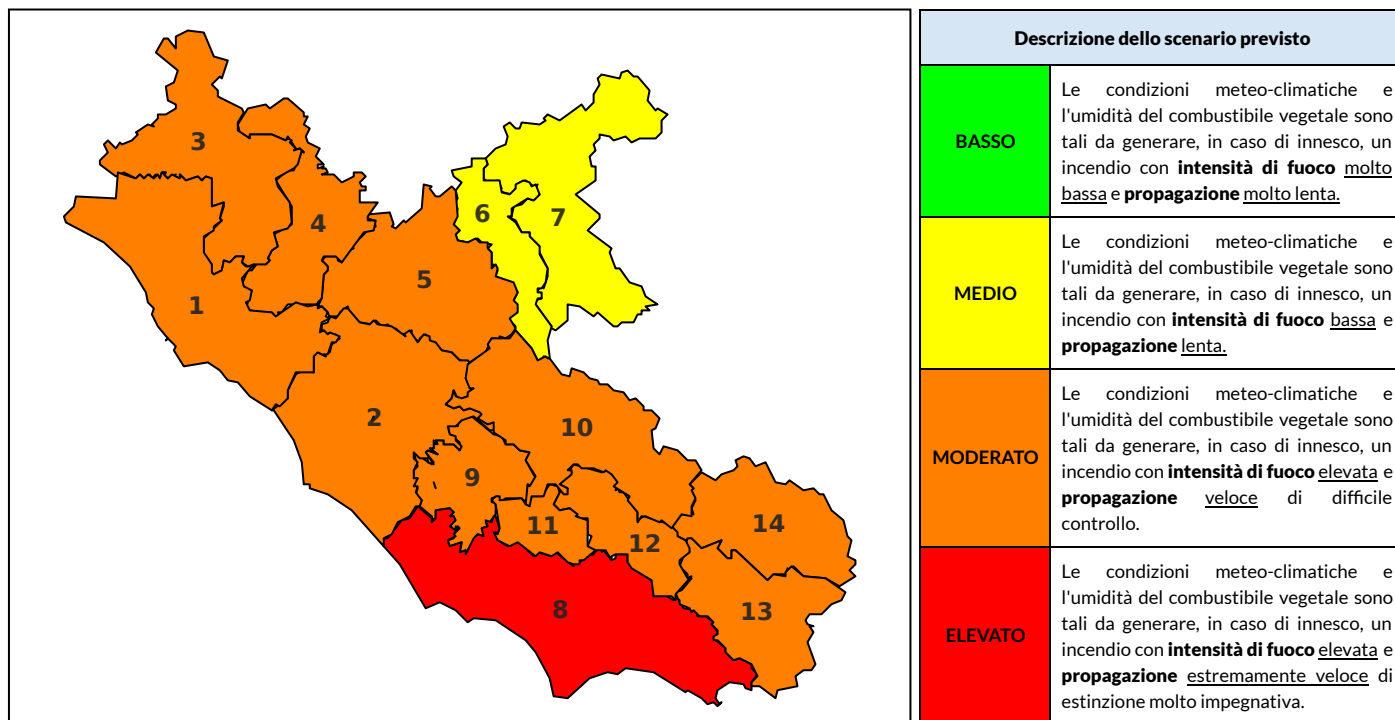 3
4
6
7
5
1
2
10
9
11
14
12
8
13
Descrizione dello scenario previsto
BASSO
Le condizioni meteo-climatiche e
l'umidità del combustibile vegetale sono
tali da generare, in caso di innesco, un
incendio con intensità di fuoco molto
bassa e propagazione molto lenta.
MEDIO
Le condizioni meteo-climatiche e
l'umidità del combustibile vegetale sono
tali da generare, in caso di innesco, un
incendio con intensità di fuoco bassa e
propagazione lenta.
MODERATO
Le condizioni meteo-climatiche e
l'umidità del combustibile vegetale sono
tali da generare, in caso di innesco, un
incendio con intensità di fuoco elevata e
propagazione veloce di difficile
controllo.
ELEVATO
Le condizioni meteo-climatiche e
l'umidità del combustibile vegetale sono
tali da generare, in caso di innesco, un
incendio con intensità di fuoco elevata e
propagazione estremamente veloce di
estinzione molto impegnativa.